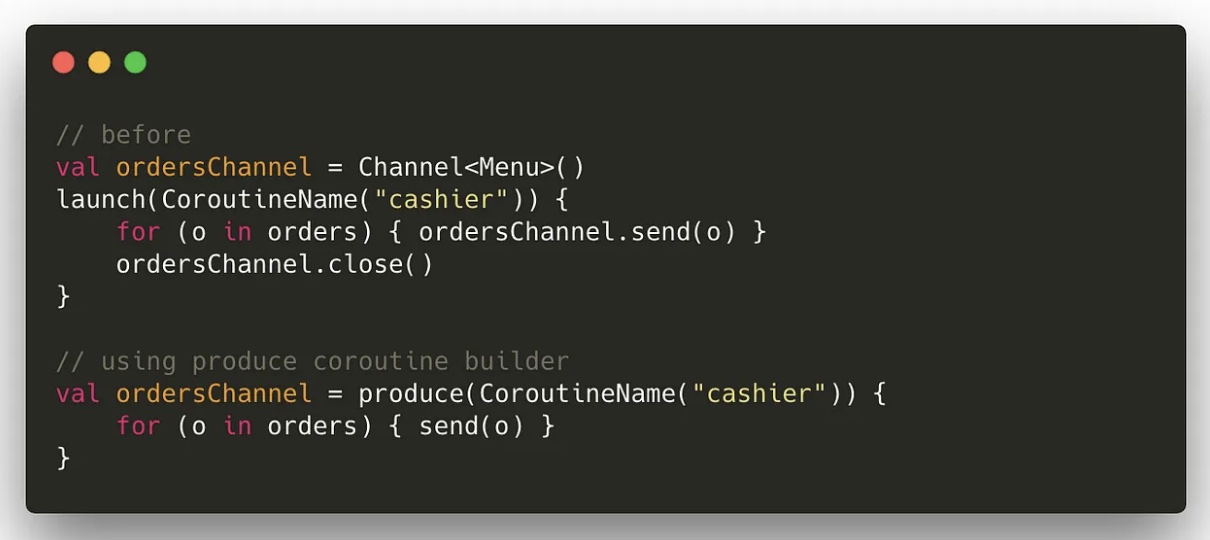 // before
val ordersChannel = Channel<Menu>()
launch(CoroutineName("cashier")) {
    for (o in orders) { ordersChannel.send(o) }
    ordersChannel.close()
}

// using produce coroutine builder
val ordersChannel = produce(CoroutineName("cashier")) {
    for (o in orders) { send(o) }
}